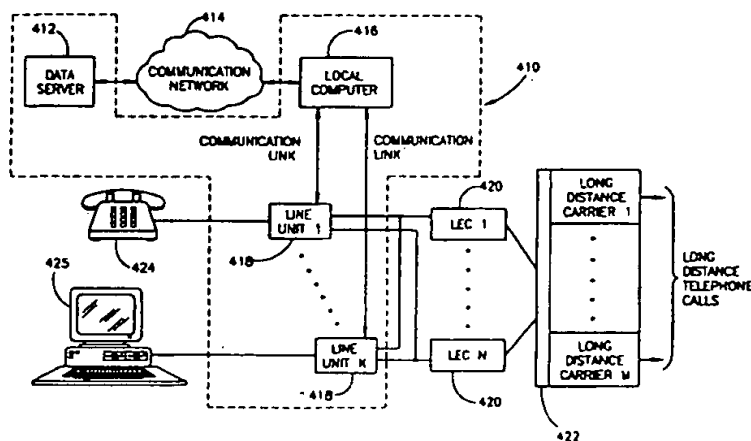 412
414
416
DATA
SERVER
COMMUNICATION
NETWORK
LOCAL
COMPUTER
410
COMMUNICATION
LINK
COMMUNICATION
LINK
424
LINE
UNIT 1
418
420
LEC 1
LONG
DISTANCE
CARRIER 1
LONG
DISTANCE
TELEPHONE
CALLS
425
LINE
UNIT K
418
LEC N
420
LONG
DISTANCE
CARRIER M
422